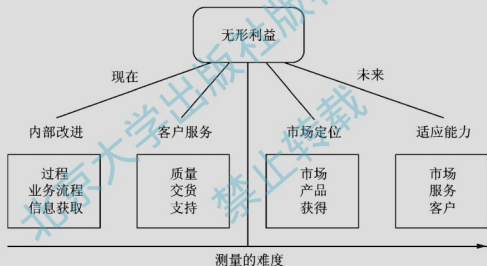 无形利益
现在
未来
内部改进
客户服务
市场定位
适应能力
过程
业务流程
信息获取
质量
交货
支持
市场
产品
获得
市场
服务
客户
测量的难度
北京大学出版社版权
禁止转载